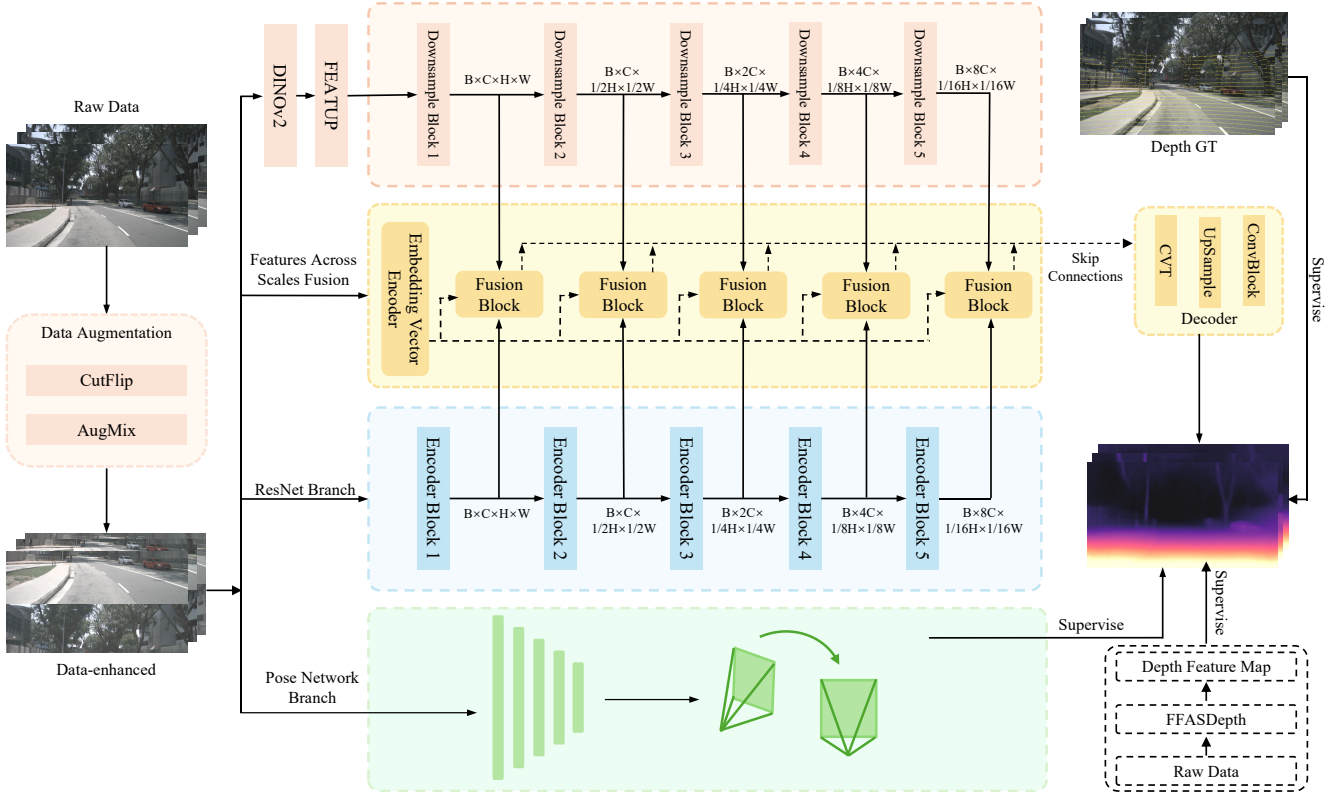 Raw Data
Data Augmentation
CutFlip
AugMix
Data-enhanced
DINOv2
FEATUP
Downsample Block 1
B×C×H×W
Downsample Block 2
B×C×
1/2H×1/2W
Downsample Block 3
B×2C×
1/4H×1/4W
Downsample Block 4
B×4C×
1/8H×1/8W
Downsample Block 5
B×8C×
1/16H×1/16W
Features Across
Scales Fusion
Embedding Vector
Encoder
Fusion
Block
Fusion
Block
Fusion
Block
Fusion
Block
Fusion
Block
Skip
Connections
CVT
UpSample
ConvBlock
Decoder
Depth GT
Supervise
ResNet Branch
Encoder Block 1
B×C×H×W
Encoder Block 2
B×C×
1/2H×1/2W
Encoder Block 3
B×2C×
1/4H×1/4W
Encoder Block 4
B×4C×
1/8H×1/8W
Encoder Block 5
B×8C×
1/16H×1/16W
Pose Network
Branch
Supervise
Supervise
Depth Feature Map
FFASDepth
Raw Data